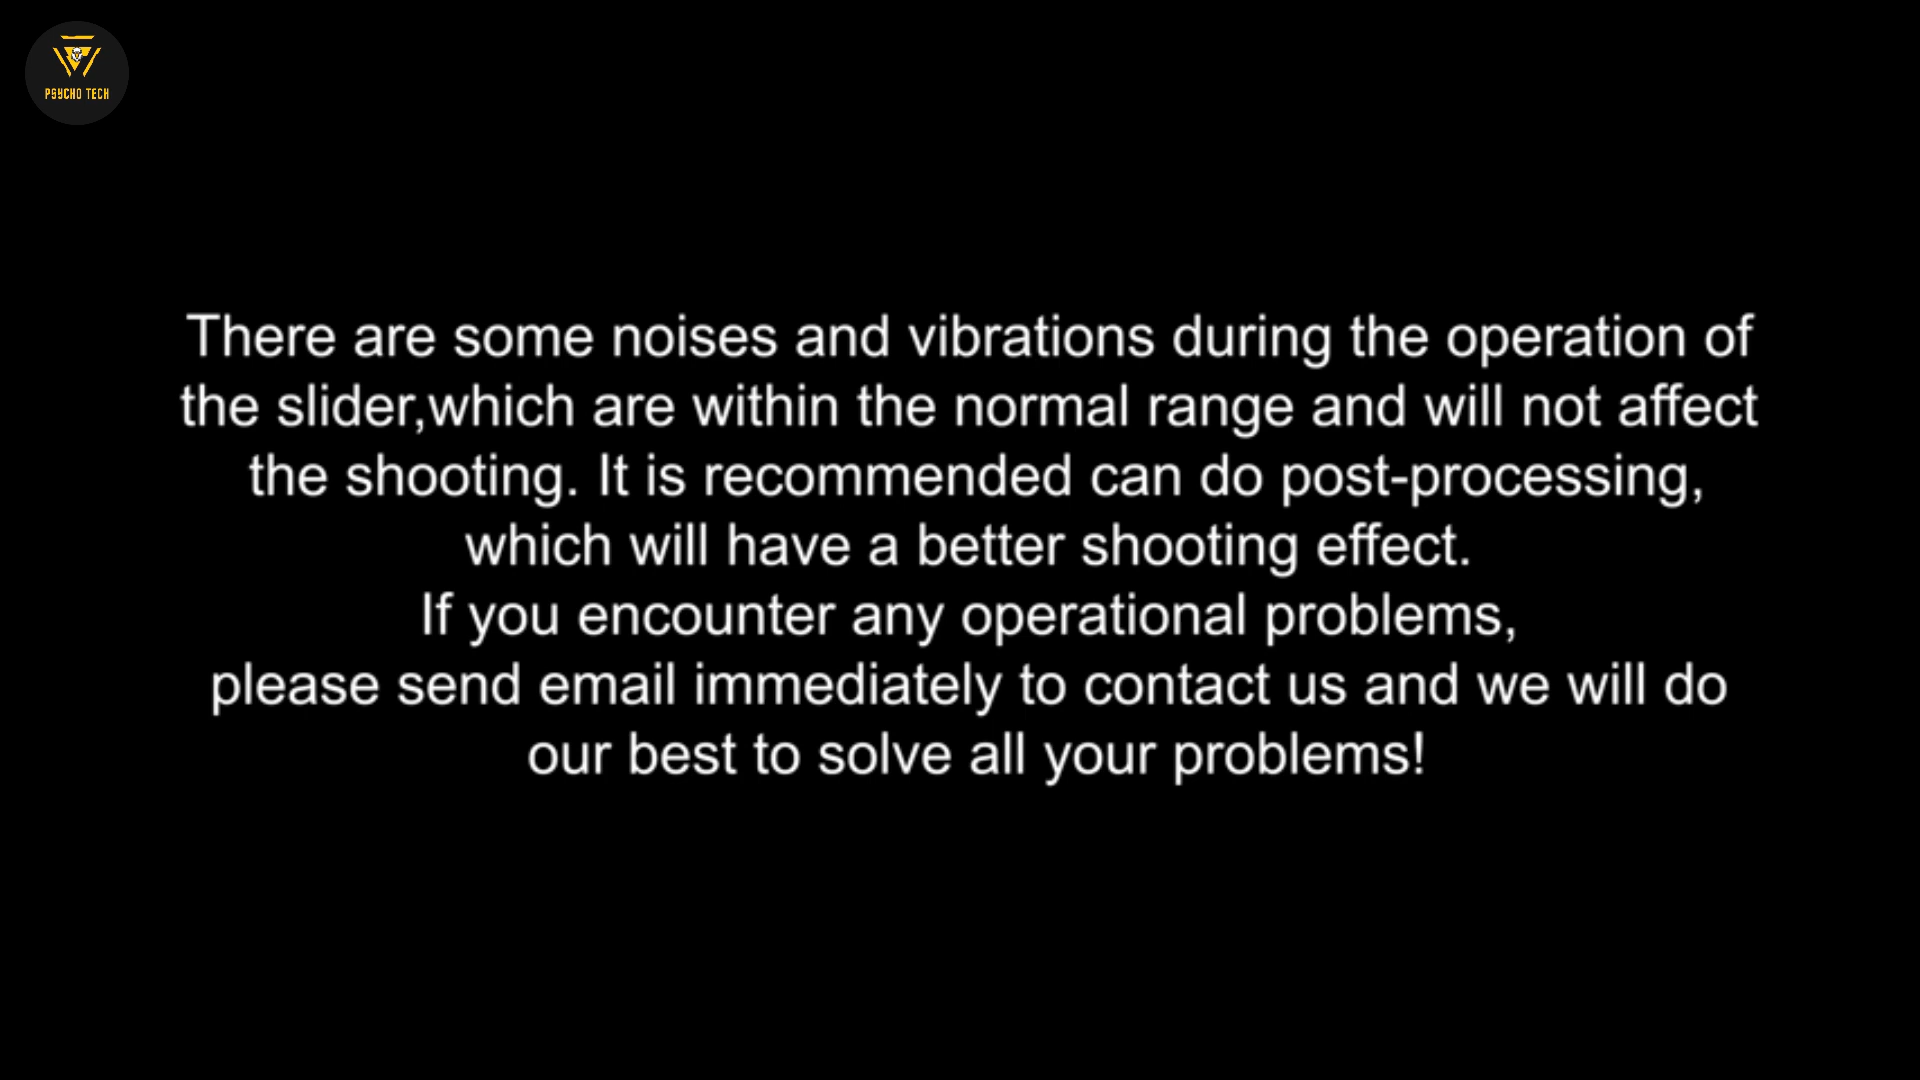 PSYCHO TECH
There are some noises and vibrations during the operation of
the slider,which are within the normal range and will not affect
the shooting. It is recommended can do post-processing,
which will have a better shooting effect.
If you encounter any operational problems,
please send email immediately to contact us and we will do
our best to solve all your problems!